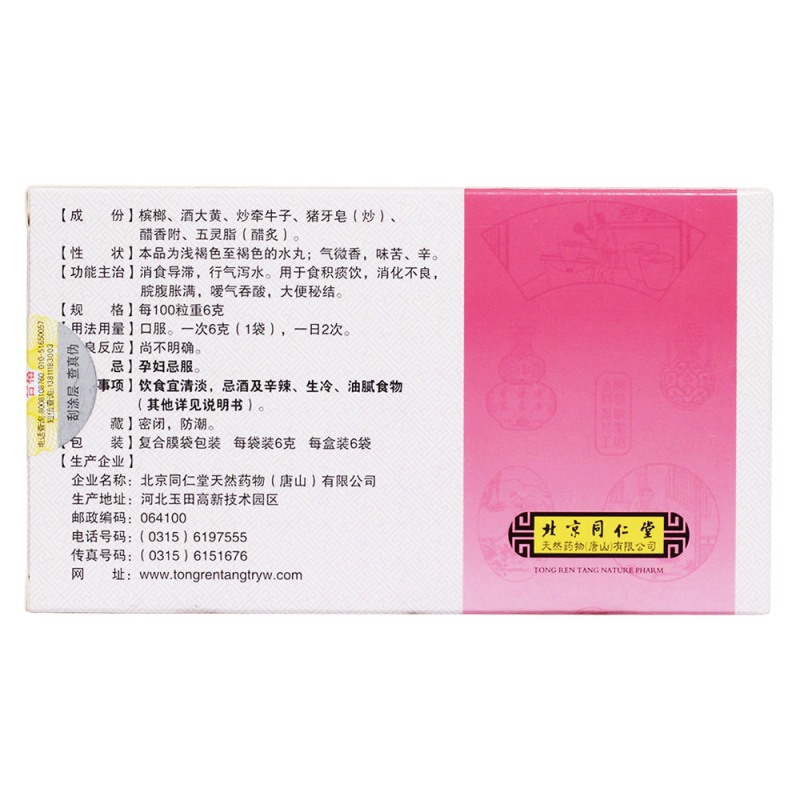 【成 份】槟榔、酒大黄、炒牵牛子、猪牙皂(炒)、
醋香附、五灵脂(醋炙)。
【性 状】本品为浅褐色至褐色的水丸；气微香，味苦、辛。
【功能主治】消食导滞，行气泻水。用于食积痰饮，消化不良，
脘腹胀满，嗳气吞酸，大便秘结。
【规 格】每100粒重6克
【用法用量】口服。一次6克(1袋)，一日2次。
良反应】尚不明确。
忌】孕妇忌服。
事项】饮食宜清淡，忌酒及辛辣、生冷、油腻食物
(其他详见说明书)。
藏】密闭，防潮。
【包 装】复合膜袋包装 每袋装6克 每盒装6袋
【生产企业】
企业名称：北京同仁堂天然药物(唐山)有限公司
生产地址：河北玉田高新技术园区
邮政编码：064100
电话号码：(0315) 6197555
传真号码：(0315) 6151676
网 址：www.tongrentangtryw.com
刮涂层 查真伪
北京同仁堂
天然药物(唐山)有限公司
TONG REN TANG NATURE PHARM